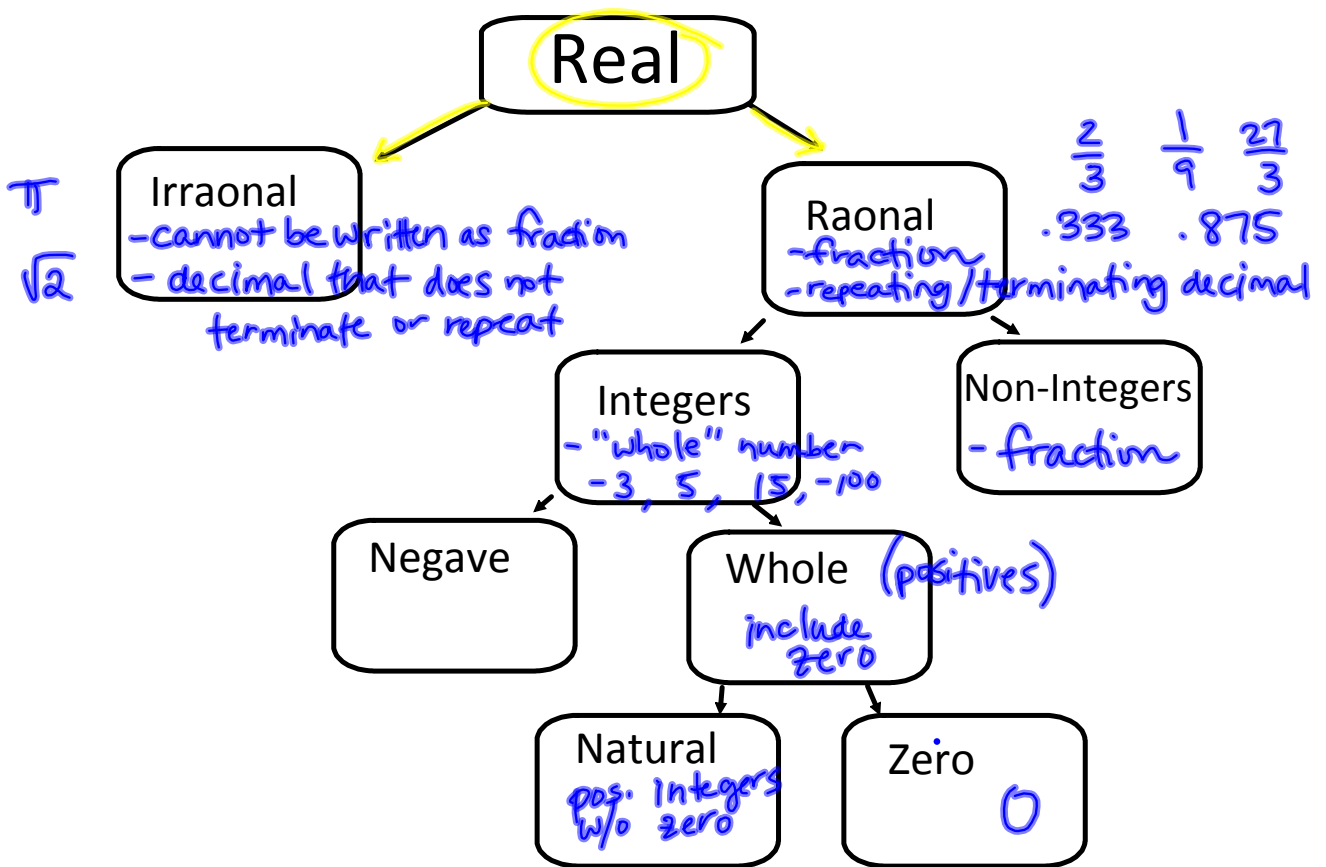 Real
π
√2
Irraonal
-cannot be written as fraction
- decimal that does not
terminate or repeat
2/3 1/9 27/3
.333 .875
Raonal
-fraction
-repeating/terminating decimal
Integers
- "whole" number
-3, 5, 15, -100
Non-Integers
- fraction
Negave
Whole (positives)
include
zero
Natural
pos. integers
w/o zero
Zero
0